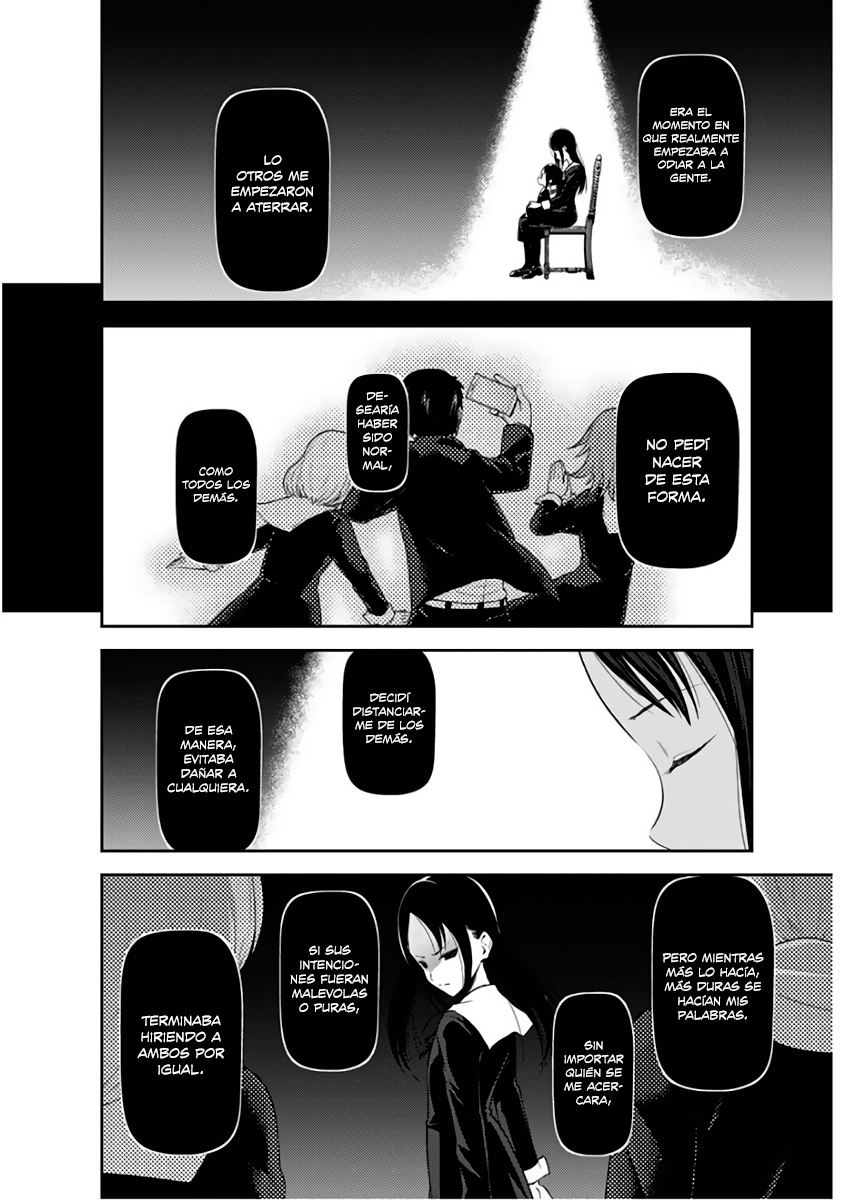 ERA EL
MOMENTO EN
QUE REALMENTE
EMPEZABA A
ODIAR A LA
GENTE.
LO
OTROS ME
EMPEZARON
A ATERRAR.
NO PEDÍ
NACER
DE ESTA
FORMA.
DE-
SEARÍA
HABER
SIDO
NOR-
MAL,
COMO
TODOS LOS
DEMÁS.
DECIDÍ
DISTANCIAR-
ME DE LOS
DEMÁS.
DE ESA
MANERA,
EVITABA
DAÑAR A
CUALQUIERA.
PERO MIENTRAS
MÁS LO HACÍA,
MÁS DURAS SE
HACÍAN MIS
PALABRAS.
SIN
IMPORTAR
QUIÉN SE
ME ACER-
CARA,
SI SUS
INTENCIO-
NES FUERAN
MALEVOLAS
O PURAS,
TERMINABA
HIRIENDO A
AMBOS POR
IGUAL.